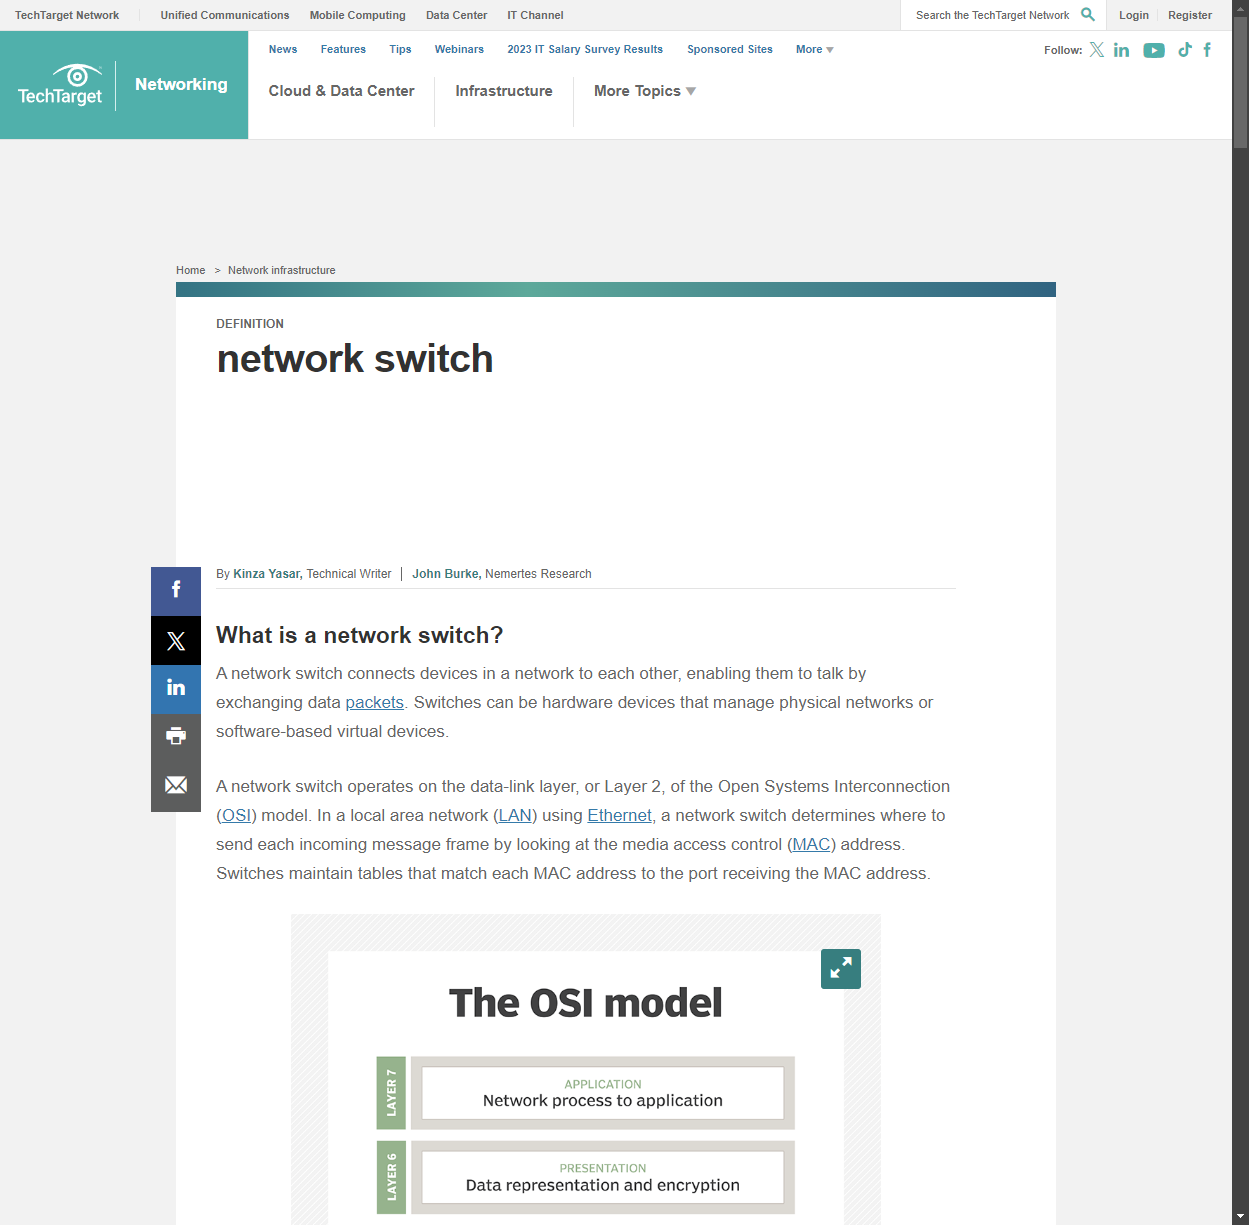 TechTarget Network
Unified Communications
Mobile Computing
Data Center
IT Channel
Search the TechTarget Network
Login
Register
TechTarget
Networking
News
Features
Tips
Webinars
2023 IT Salary Survey Results
Sponsored Sites
More
Follow:
Cloud & Data Center
Infrastructure
More Topics
Home > Network infrastructure
DEFINITION
network switch
By Kinza Yasar, Technical Writer | John Burke, Nemertes Research
What is a network switch?
A network switch connects devices in a network to each other, enabling them to talk by
exchanging data packets. Switches can be hardware devices that manage physical networks or
software-based virtual devices.
A network switch operates on the data-link layer, or Layer 2, of the Open Systems Interconnection
(OSI) model. In a local area network (LAN) using Ethernet, a network switch determines where to
send each incoming message frame by looking at the media access control (MAC) address.
Switches maintain tables that match each MAC address to the port receiving the MAC address.
The OSI model
LAYER 7
APPLICATION
Network process to application
LAYER 6
PRESENTATION
Data representation and encryption